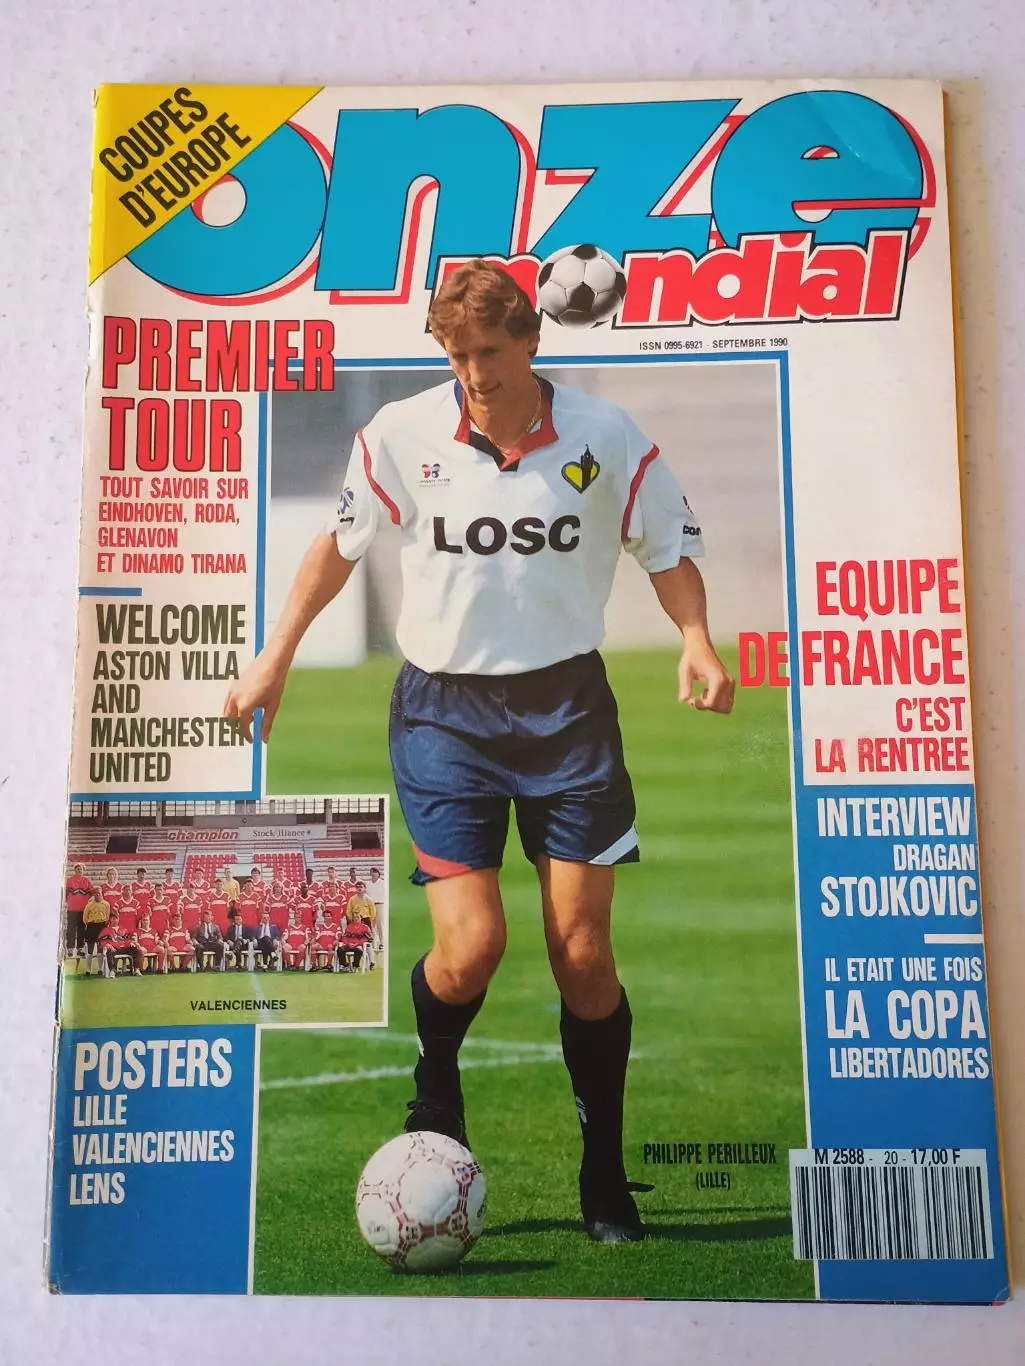 COUPES
D'EUROPE
onze
mondial
ISSN 0995-6921 - SEPTEMBRE 1990
PREMIER
TOUR
TOUT SAVOIR SUR
EINDHOVEN, RODA,
GLENAVON
ET DINAMO TIRANA
WELCOME
ASTON VILLA
AND
MANCHESTER
UNITED
LOSC
EQUIPE
DE FRANCE
C'EST
LA RENTREE
INTERVIEW
DRAGAN
STOJKOVIC
IL ETAIT UNE FOIS
LA COPA
LIBERTADORES
champion
VALENCIENNES
POSTERS
LILLE
VALENCIENNES
LENS
PHILIPPE PERILLEUX
(LILLE)
M 2588 - 20 - 17,00 F